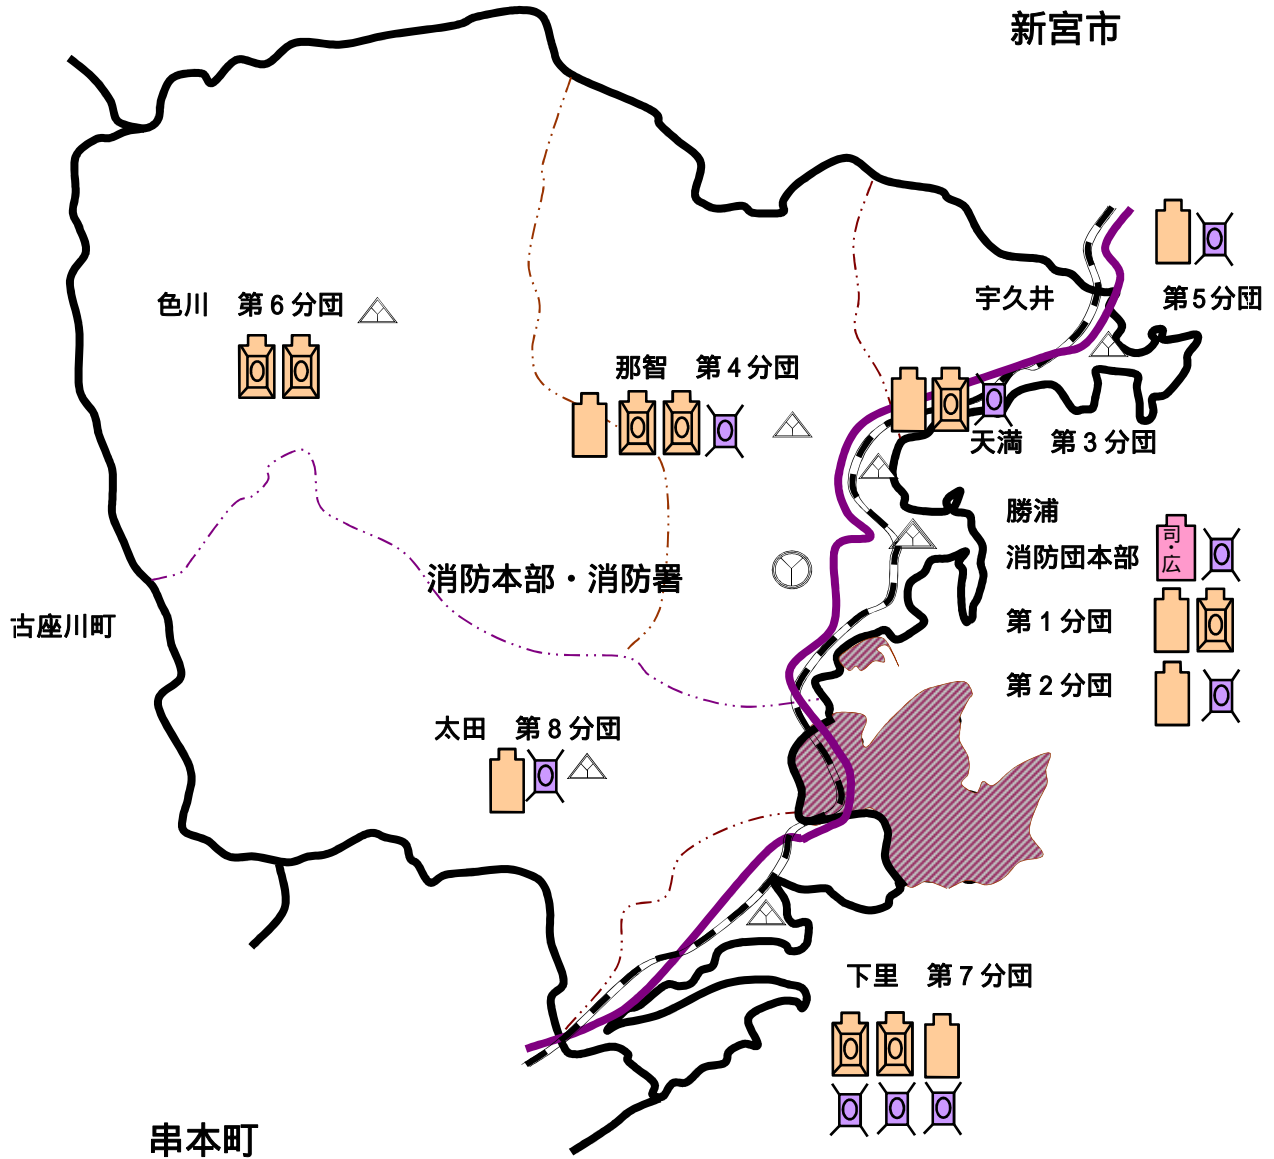 新宮市
色川　第６分団
宇久井
第５分団
那智　第４分団
天満　第３分団
勝浦
消防団本部
司・広
消防本部・消防署
第１分団
古座川町
第２分団
太田　第８分団
下里　第７分団
串本町